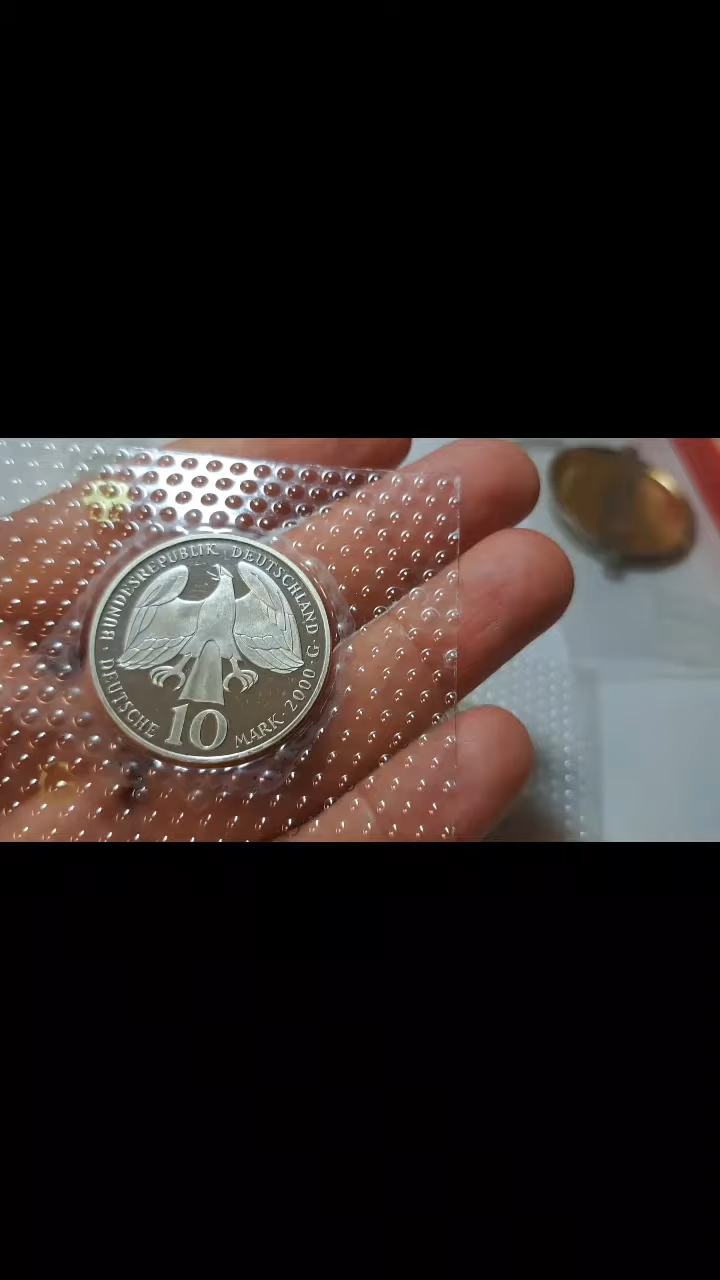 · BUNDESREPUBLIK DEUTSCHLAND · G
DEUTSCHE
10
MARK · 2000 ·